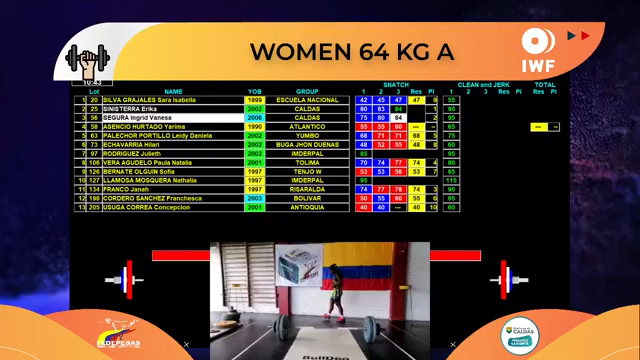 WOMEN 64 KG A
IWF
10:43
SNATCH CLEAN and JERK TOTAL
Lot NAME YOB GROUP 1 2 3 Res Pl 1 2 3 Res Pl Res Pl
1 20 SILVA GRAJALES Sara Isabella 1999 ESCUELA NACIONAL 42 45 47 47 9 55
2 25 SINISTERRA Erika 2002 CALDAS 80 83 84 1 90
3 56 SEGURA Ingrid Vanesa 2006 CALDAS 75 80 84 2 95
4 58 ASENCIO HURTADO Yarima 1990 ATLANTICO 55 55 60 --- -- 65 --- --
5 63 PALECHOR PORTILLO Leidy Daniela 2002 YUMBO 68 71 71 68 5
6 73 ECHAVARRIA Hilari 2002 BUGA JHON DUENAS 48 52 55 48 8 60
7 97 RODRIGUEZ Julieth 2002 IMDERPAL 85 95
8 106 VERA AGUDELO Paula Natalia 2001 TOLIMA 70 74 77 74 4 80
9 126 BERNATE OLGUIN Sofia 1997 TENJO W 53 53 56 53 7 65
10 127 LLAMOSA MOSQUERA Nathalia 1997 IMDERPAL 95 115
11 134 FRANCO Janah 1997 RISARALDA 74 77 78 74 3 90
12 198 CORDERO SANCHEZ Franchesca 2003 BOLIVAR 50 55 60 55 6 65
13 205 USUGA CORREA Concepcion 2001 ANTIOQUIA 40 40 --- 40 10 60
BullDog
FEDEPESAS
CALDAS